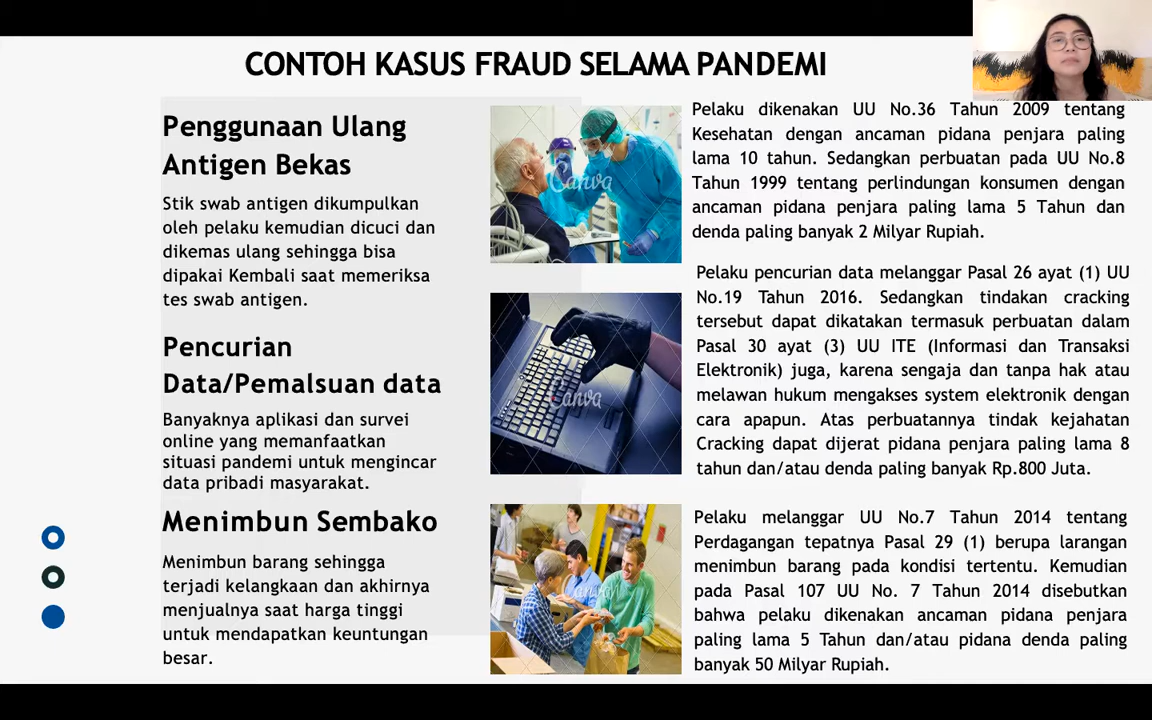 CONTOH KASUS FRAUD SELAMA PANDEMI
Penggunaan Ulang
Antigen Bekas
Stik swab antigen dikumpulkan
oleh pelaku kemudian dicuci dan
dikemas ulang sehingga bisa
dipakai Kembali saat memeriksa
tes swab antigen.
Canva
Pelaku dikenakan UU No.36 Tahun 2009 tentang
Kesehatan dengan ancaman pidana penjara paling
lama 10 tahun. Sedangkan perbuatan pada UU No.8
Tahun 1999 tentang perlindungan konsumen dengan
ancaman pidana penjara paling lama 5 Tahun dan
denda paling banyak 2 Milyar Rupiah.
Pencurian
Data/Pemalsuan data
Banyaknya aplikasi dan survei
online yang memanfaatkan
situasi pandemi untuk mengincar
data pribadi masyarakat.
Canva
Pelaku pencurian data melanggar Pasal 26 ayat (1) UU
No.19 Tahun 2016. Sedangkan tindakan cracking
tersebut dapat dikatakan termasuk perbuatan dalam
Pasal 30 ayat (3) UU ITE (Informasi dan Transaksi
Elektronik) juga, karena sengaja dan tanpa hak atau
melawan hukum mengakses system elektronik dengan
cara apapun. Atas perbuatannya tindak kejahatan
Cracking dapat dijerat pidana penjara paling lama 8
tahun dan/atau denda paling banyak Rp.800 Juta.
Menimbun Sembako
Menimbun barang sehingga
terjadi kelangkaan dan akhirnya
menjualnya saat harga tinggi
untuk mendapatkan keuntungan
besar.
Canva
Pelaku melanggar UU No.7 Tahun 2014 tentang
Perdagangan tepatnya Pasal 29 (1) berupa larangan
menimbun barang pada kondisi tertentu. Kemudian
pada Pasal 107 UU No. 7 Tahun 2014 disebutkan
bahwa pelaku dikenakan ancaman pidana penjara
paling lama 5 Tahun dan/atau pidana denda paling
banyak 50 Milyar Rupiah.